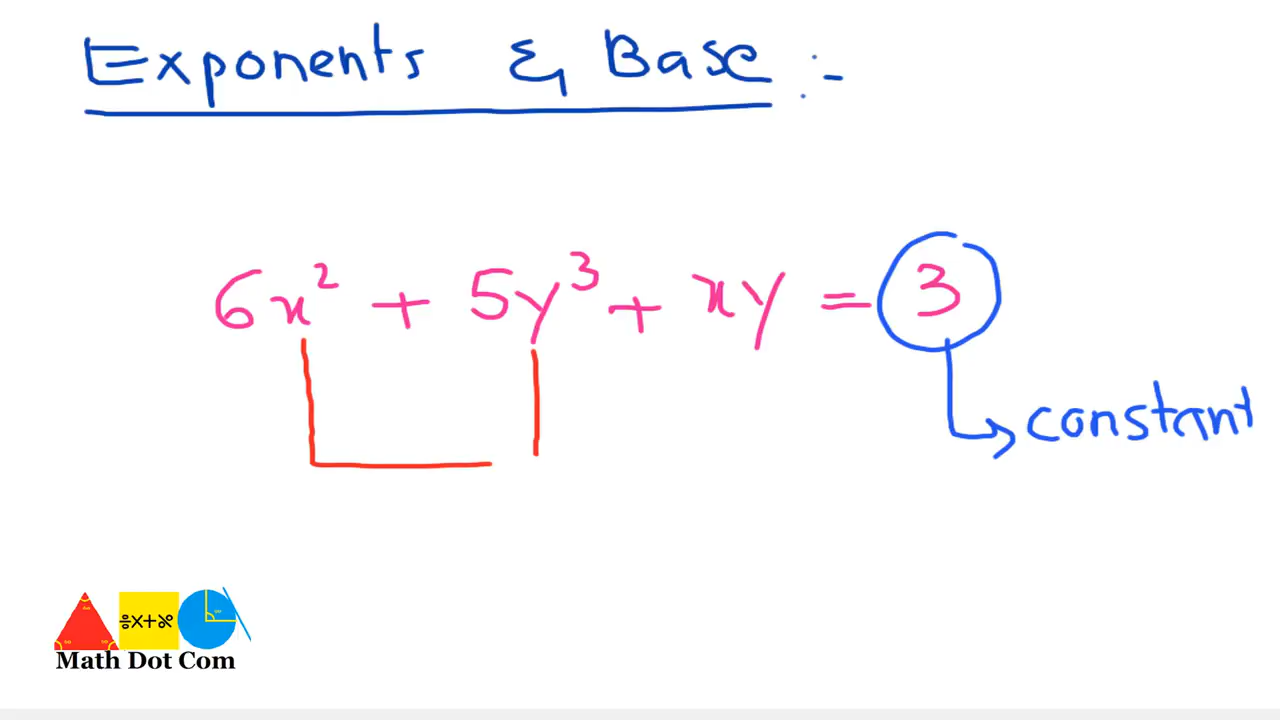 Exponents & Base :-
6x² + 5y³ + xy = 3
constant
÷x+%
Math Dot Com